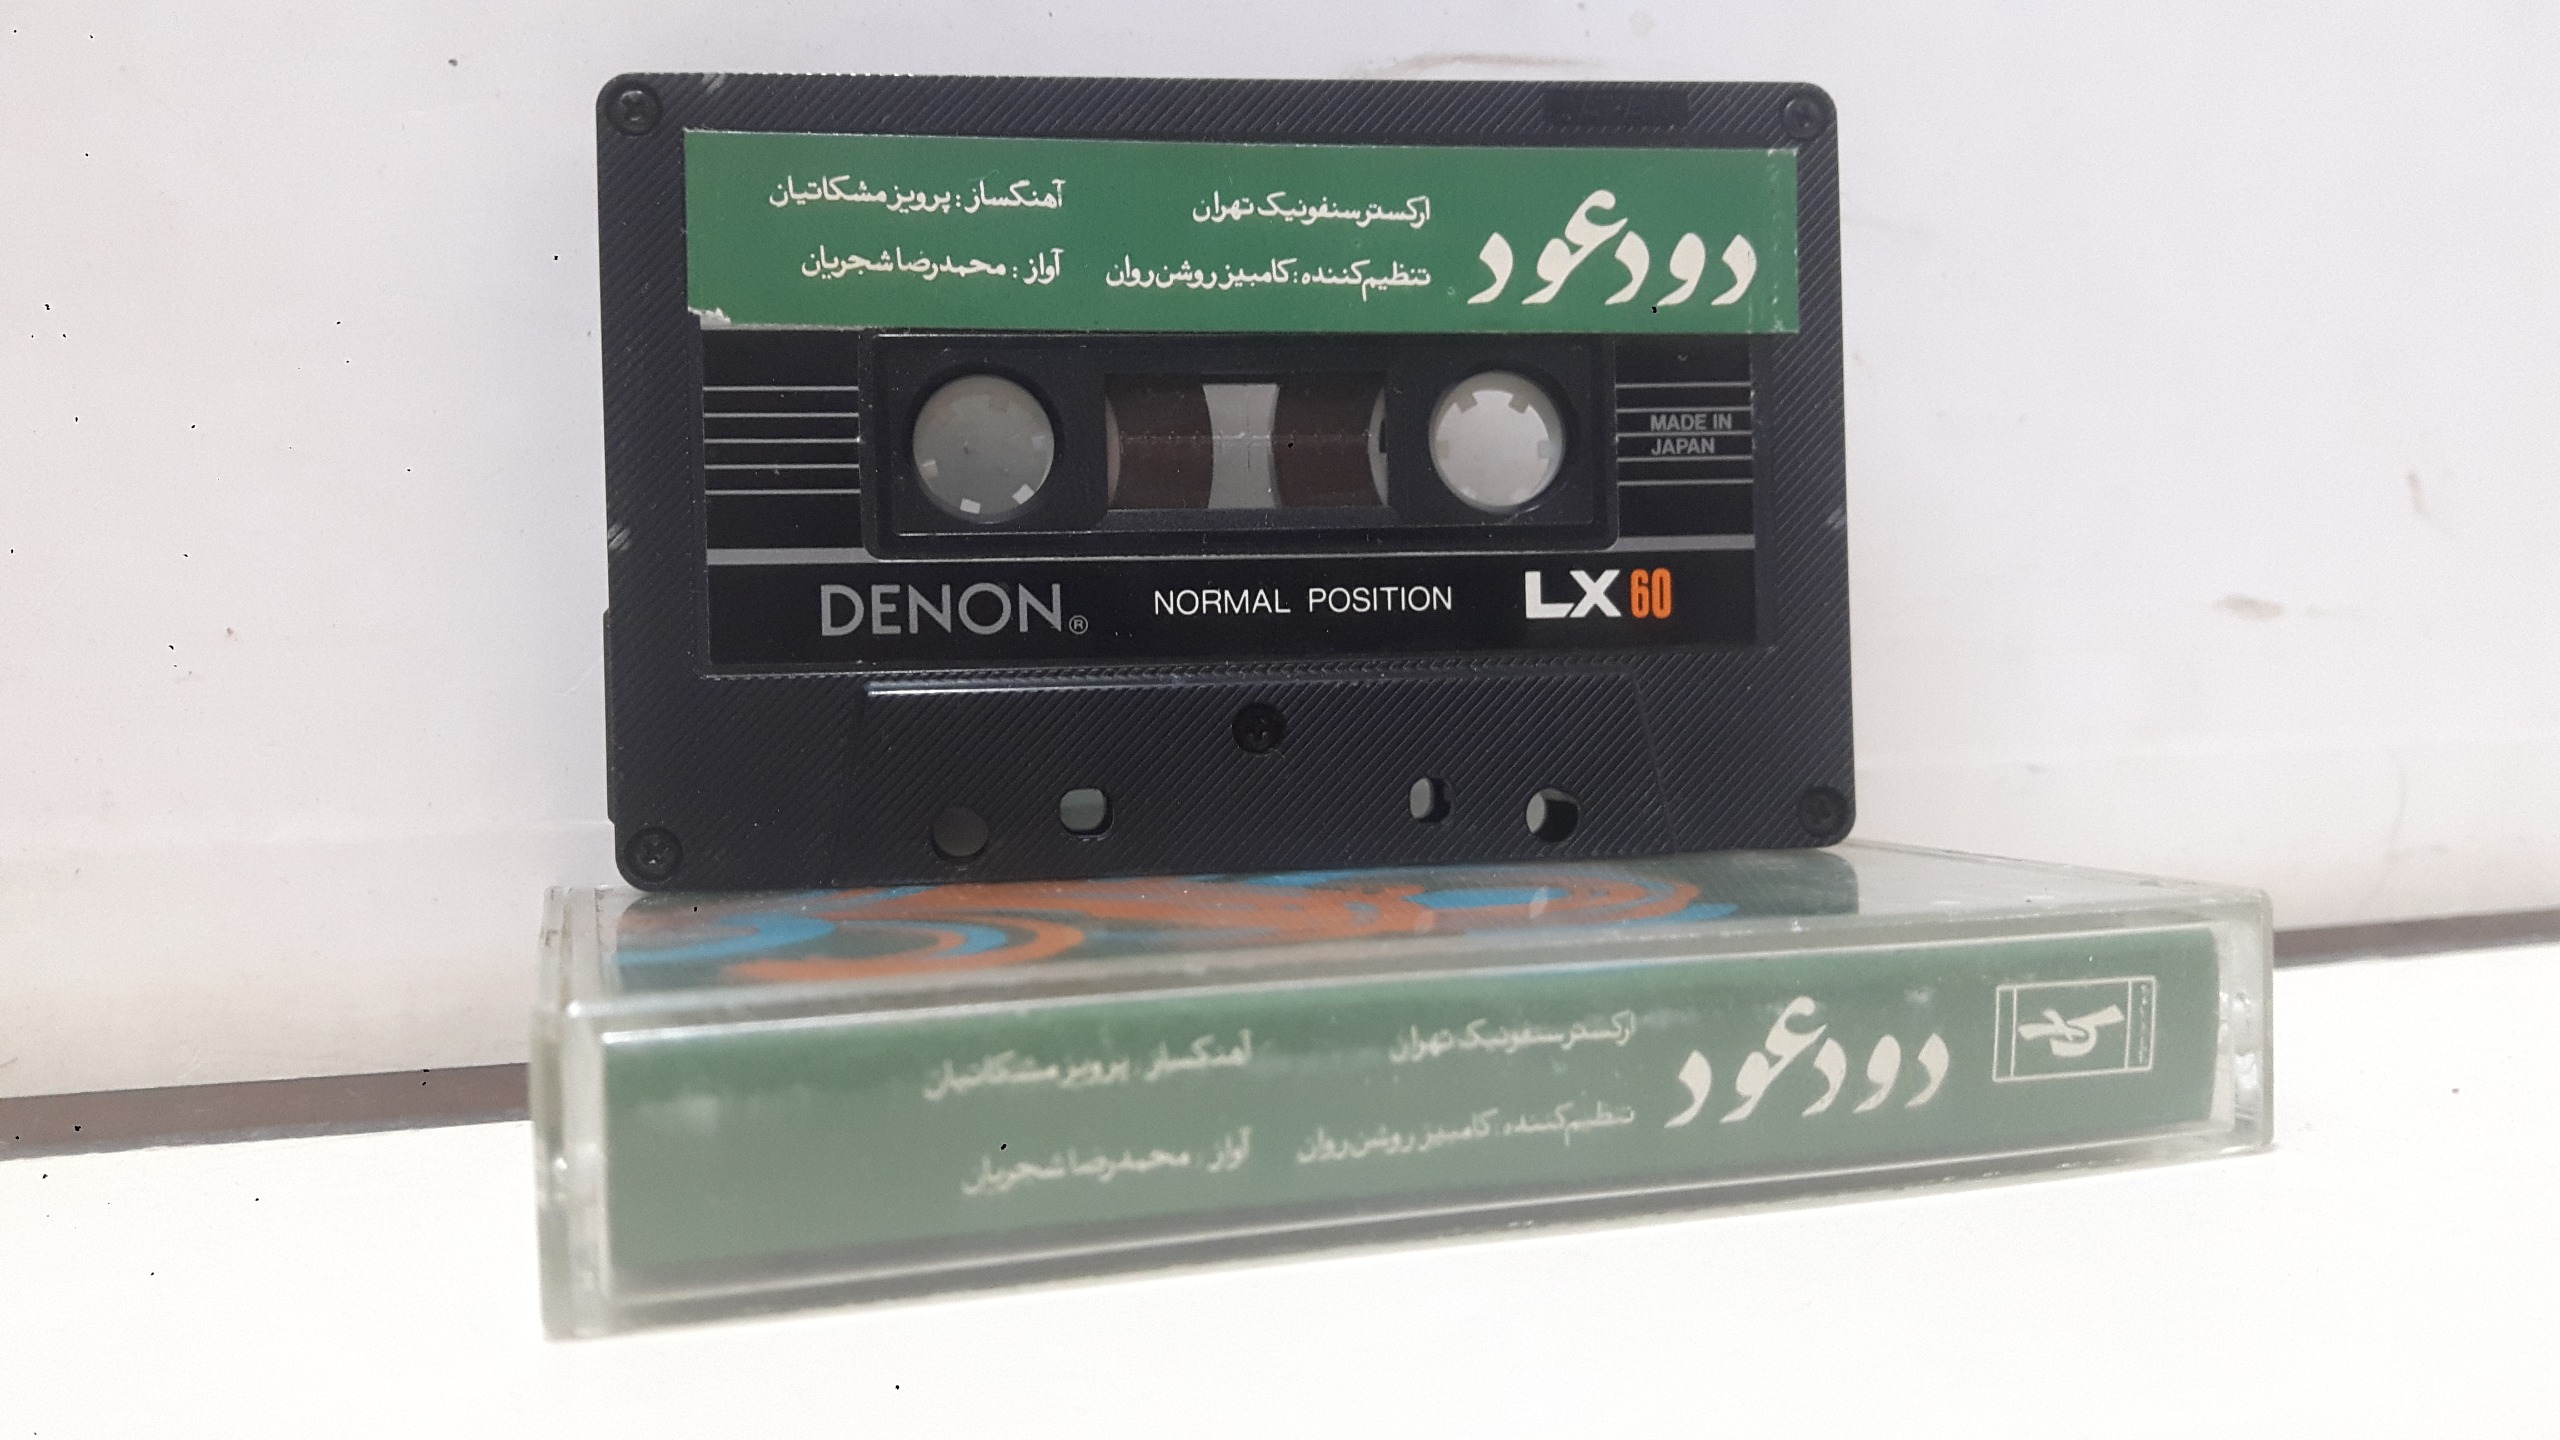 دود عود
ارکستر سنفونیک تهران
تنظیم‌کننده: کامبیز روشن‌روان
آهنگساز: پرویز مشکاتیان
آواز: محمدرضا شجریان
MADE IN
JAPAN
DENON®
NORMAL POSITION
LX 60
دود عود
ارکستر سنفونیک تهران
تنظیم‌کننده: کامبیز روشن‌روان
آهنگساز: پرویز مشکاتیان
آواز: محمدرضا شجریان